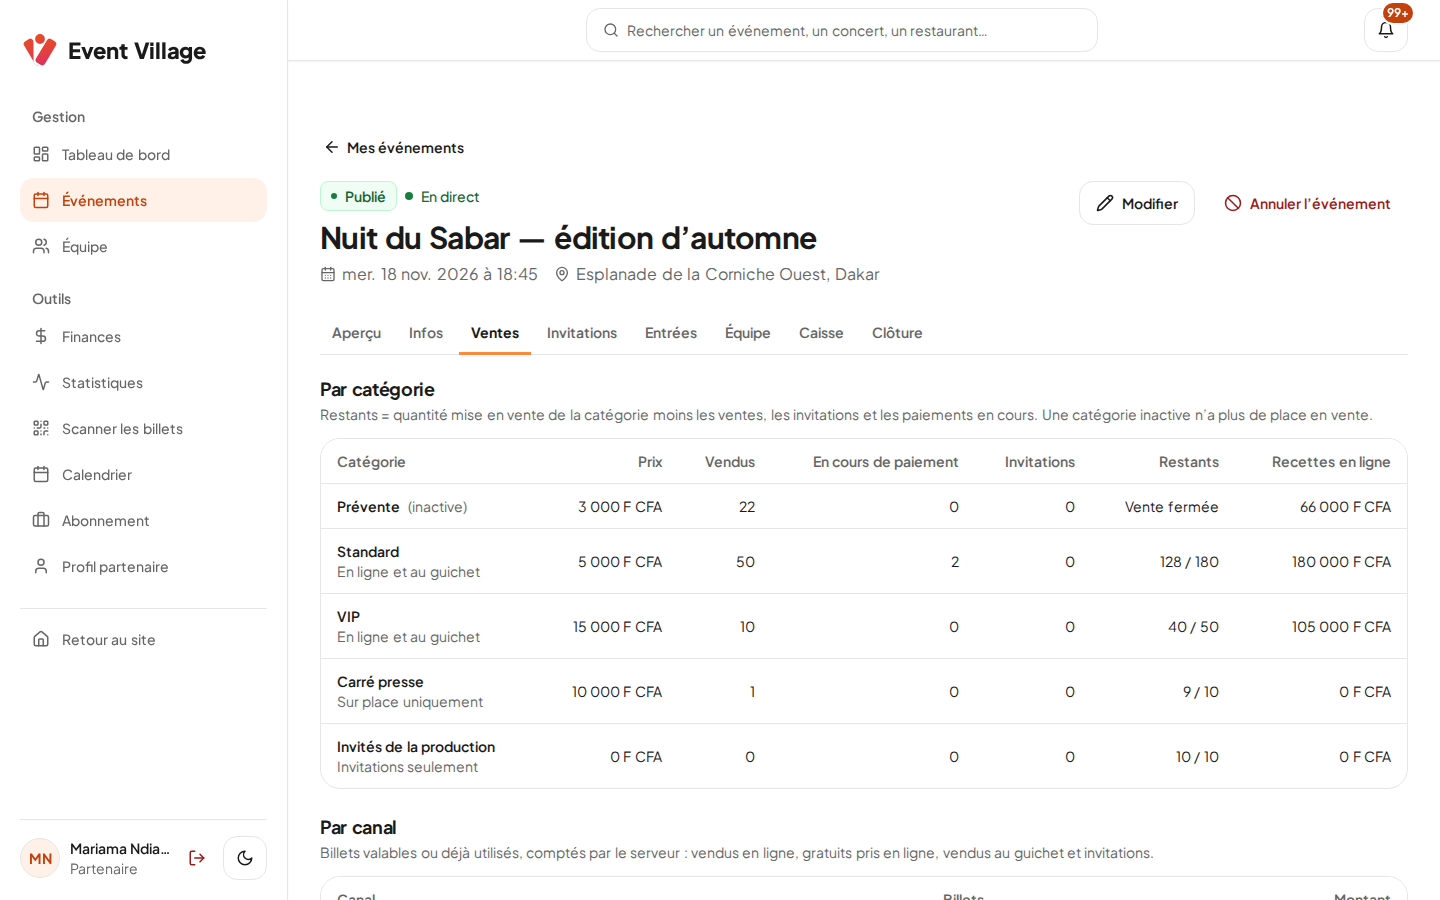 Event Village
Rechercher un événement, un concert, un restaurant…
99+
Gestion
Tableau de bord
Événements
Équipe
Outils
Finances
Statistiques
Scanner les billets
Calendrier
Abonnement
Profil partenaire
Retour au site
MN
Mariama Ndia…
Partenaire
Mes événements
Publié
En direct
Modifier
Annuler l’événement
Nuit du Sabar — édition d’automne
mer. 18 nov. 2026 à 18:45 Esplanade de la Corniche Ouest, Dakar
Aperçu Infos Ventes Invitations Entrées Équipe Caisse Clôture
Par catégorie
Restants = quantité mise en vente de la catégorie moins les ventes, les invitations et les paiements en cours. Une catégorie inactive n’a plus de place en vente.
Catégorie Prix Vendus En cours de paiement Invitations Restants Recettes en ligne
Prévente (inactive) 3 000 F CFA 22 0 0 Vente fermée 66 000 F CFA
Standard
En ligne et au guichet
5 000 F CFA 50 2 0 128 / 180 180 000 F CFA
VIP
En ligne et au guichet
15 000 F CFA 10 0 0 40 / 50 105 000 F CFA
Carré presse
Sur place uniquement
10 000 F CFA 1 0 0 9 / 10 0 F CFA
Invités de la production
Invitations seulement
0 F CFA 0 0 0 10 / 10 0 F CFA
Par canal
Billets valables ou déjà utilisés, comptés par le serveur : vendus en ligne, gratuits pris en ligne, vendus au guichet et invitations.
Canal Billets Montant